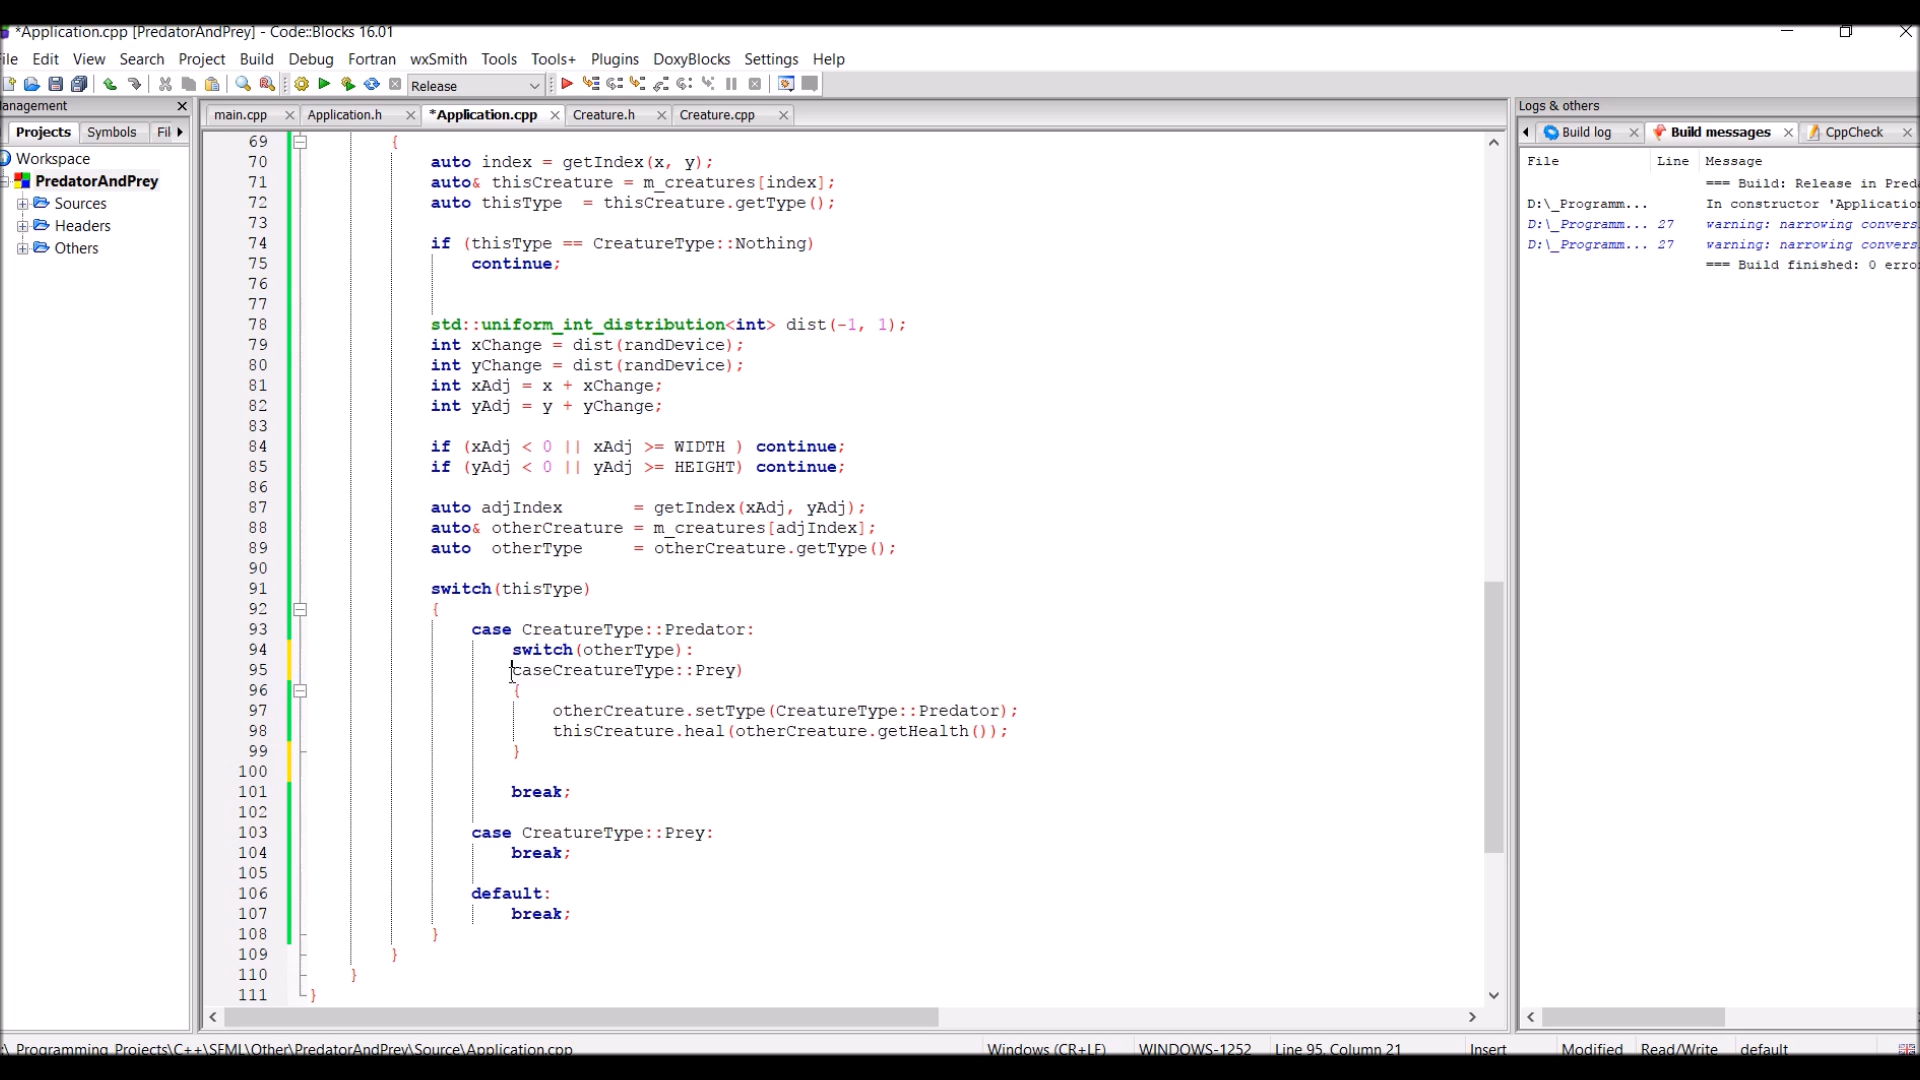 *Application.cpp [PredatorAndPrey] - Code::Blocks 16.01
ile Edit View Search Project Build Debug Fortran wxSmith Tools Tools+ Plugins DoxyBlocks Settings Help
Release
anagement
Projects Symbols Fil
Workspace
PredatorAndPrey
Sources
Headers
Others
main.cpp Application.h *Application.cpp Creature.h Creature.cpp
69 {
70 auto index = getIndex(x, y);
71 auto& thisCreature = m_creatures[index];
72 auto thisType = thisCreature.getType();
73
74 if (thisType == CreatureType::Nothing)
75 continue;
76
77
78 std::uniform_int_distribution<int> dist(-1, 1);
79 int xChange = dist(randDevice);
80 int yChange = dist(randDevice);
81 int xAdj = x + xChange;
82 int yAdj = y + yChange;
83
84 if (xAdj < 0 || xAdj >= WIDTH ) continue;
85 if (yAdj < 0 || yAdj >= HEIGHT) continue;
86
87 auto adjIndex = getIndex(xAdj, yAdj);
88 auto& otherCreature = m_creatures[adjIndex];
89 auto otherType = otherCreature.getType();
90
91 switch(thisType)
92 {
93 case CreatureType::Predator:
94 switch(otherType):
95 caseCreatureType::Prey)
96 {
97 otherCreature.setType(CreatureType::Predator);
98 thisCreature.heal(otherCreature.getHealth());
99 }
100
101 break;
102
103 case CreatureType::Prey:
104 break;
105
106 default:
107 break;
108 }
109 }
110 }
111 }
Logs & others
Build log Build messages CppCheck
File Line Message
=== Build: Release in Preda
D:\_Programm... In constructor 'Application
D:\_Programm... 27 warning: narrowing convers
D:\_Programm... 27 warning: narrowing convers
=== Build finished: 0 erro
:\_Programming Projects\C++\SFML\Other\PredatorAndPrey\Source\Application.cpp Windows (CR+LF) WINDOWS-1252 Line 95, Column 21 Insert Modified Read/Write default